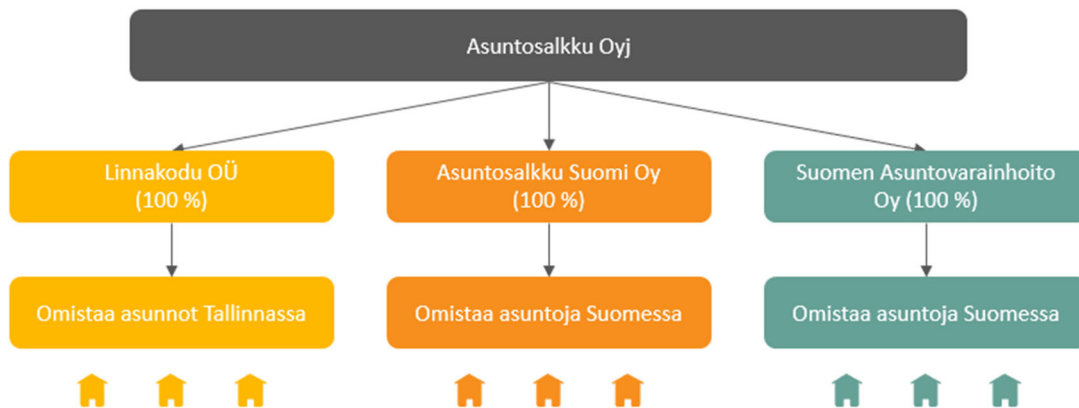 Asuntosalkku Oyj
Linnakodu OÜ
(100 %)
Asuntosalkku Suomi Oy
(100 %)
Suomen Asuntovarainhoito
Oy (100 %)
Omistaa asunnot Tallinnassa
Omistaa asuntoja Suomessa
Omistaa asuntoja Suomessa